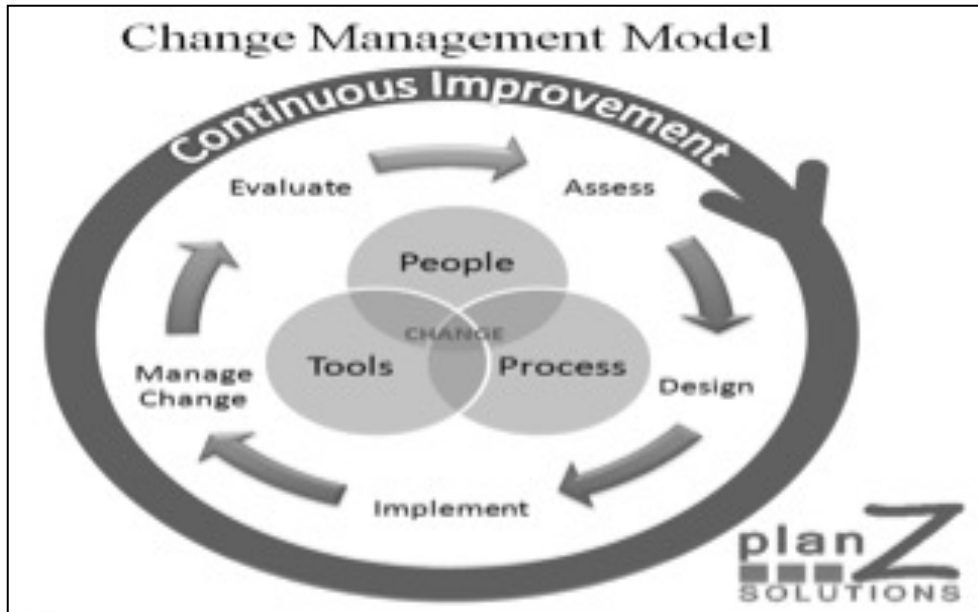 Change Management Model
Continuous Improvement
Evaluate
Assess
People
CHANGE
Tools
Process
Manage
Change
Design
Implement
plan Z
SOLUTIONS